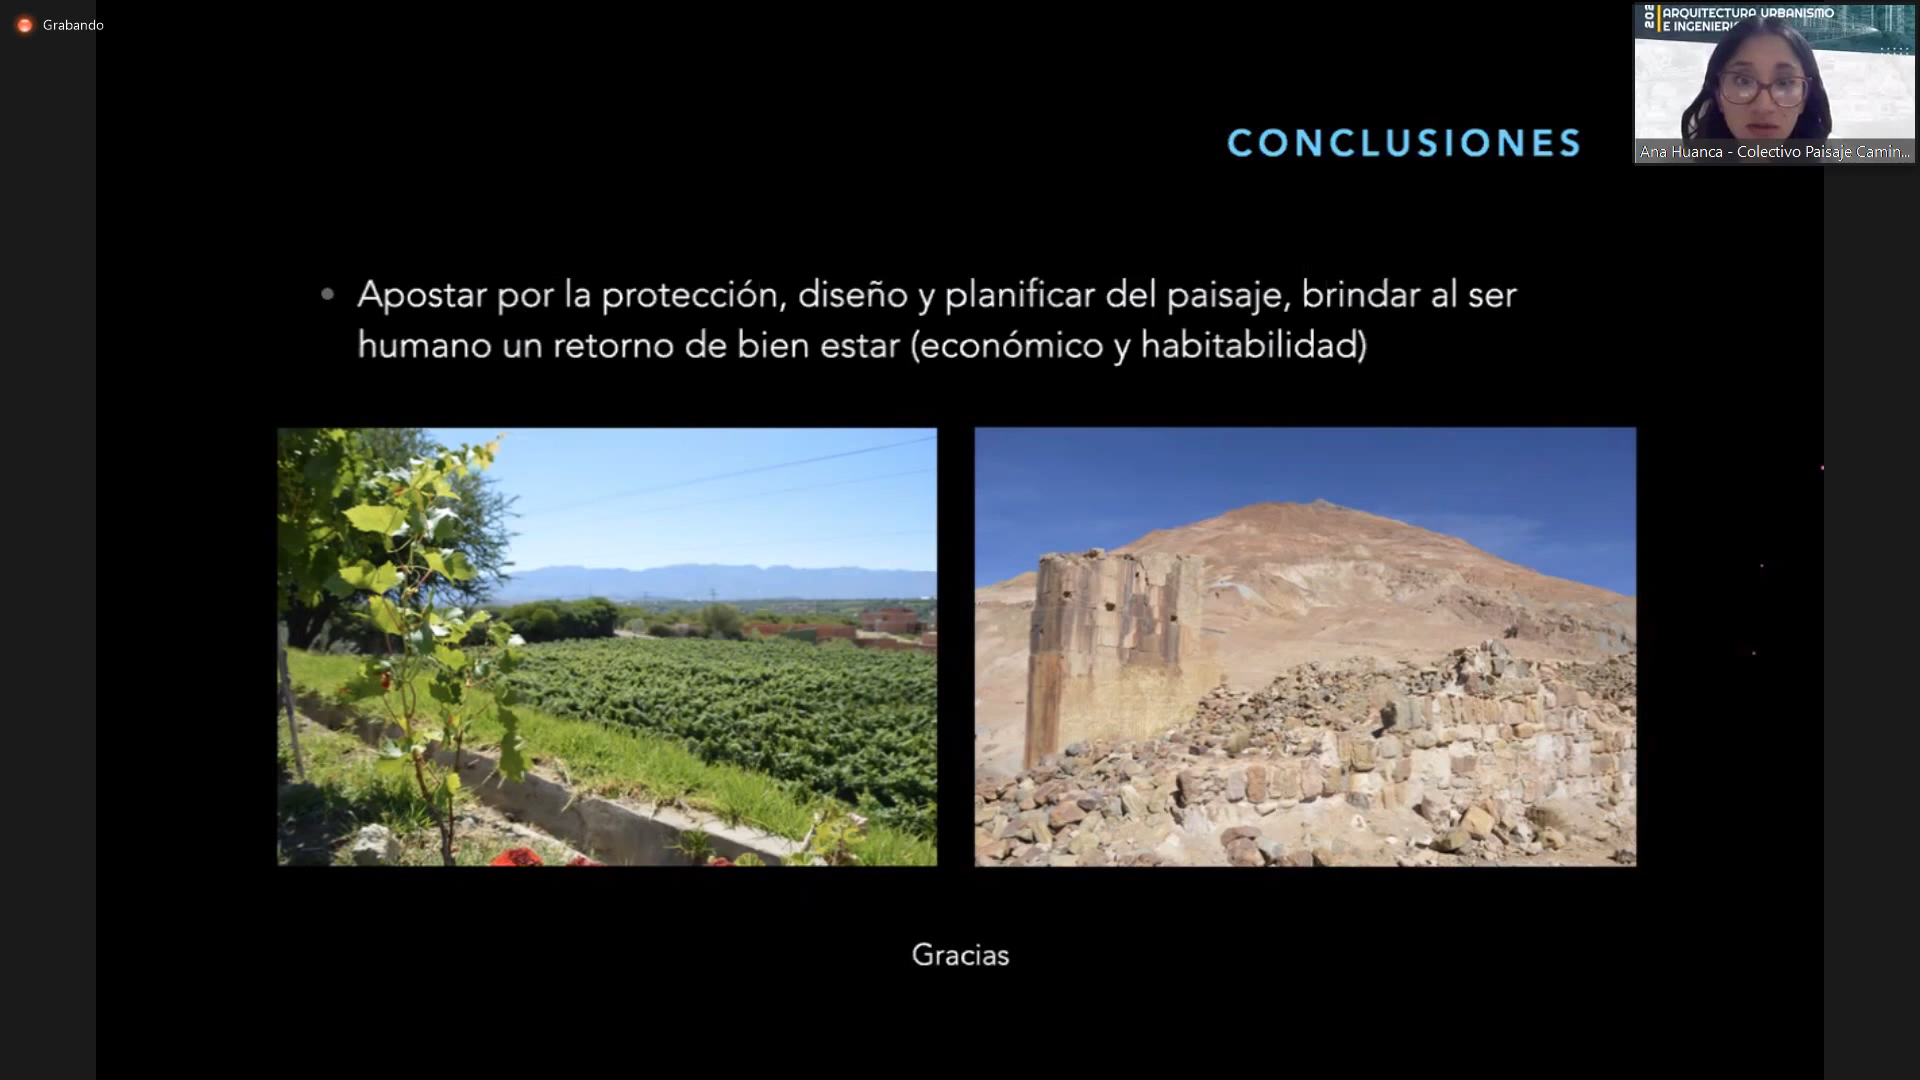 Grabando
ARQUITECTURA URBANISMO
Ana Huanca - Colectivo Paisaje Camin...
CONCLUSIONES
• Apostar por la protección, diseño y planificar del paisaje, brindar al ser
humano un retorno de bien estar (económico y habitabilidad)
Gracias